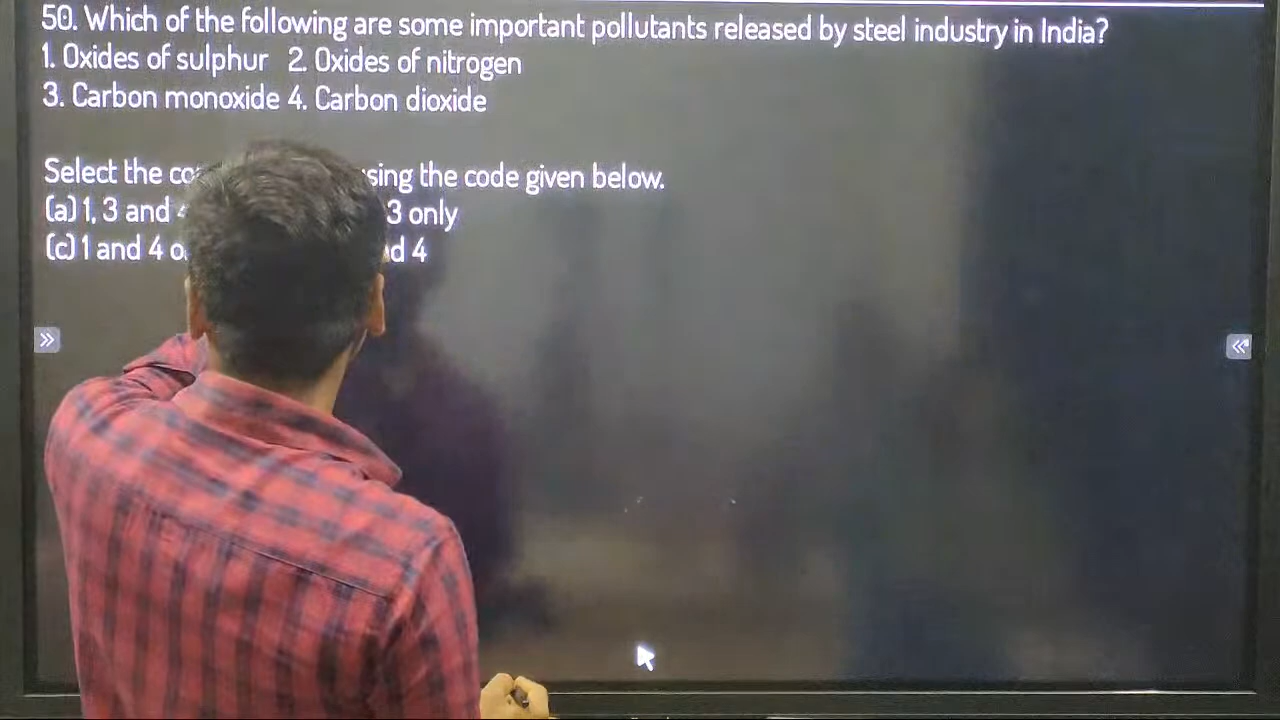 50. Which of the following are some important pollutants released by steel industry in India?
1. Oxides of sulphur 2. Oxides of nitrogen
3. Carbon monoxide 4. Carbon dioxide
Select the using the code given below.
(a) 1, 3 and 3 only
(c) 1 and 4 4